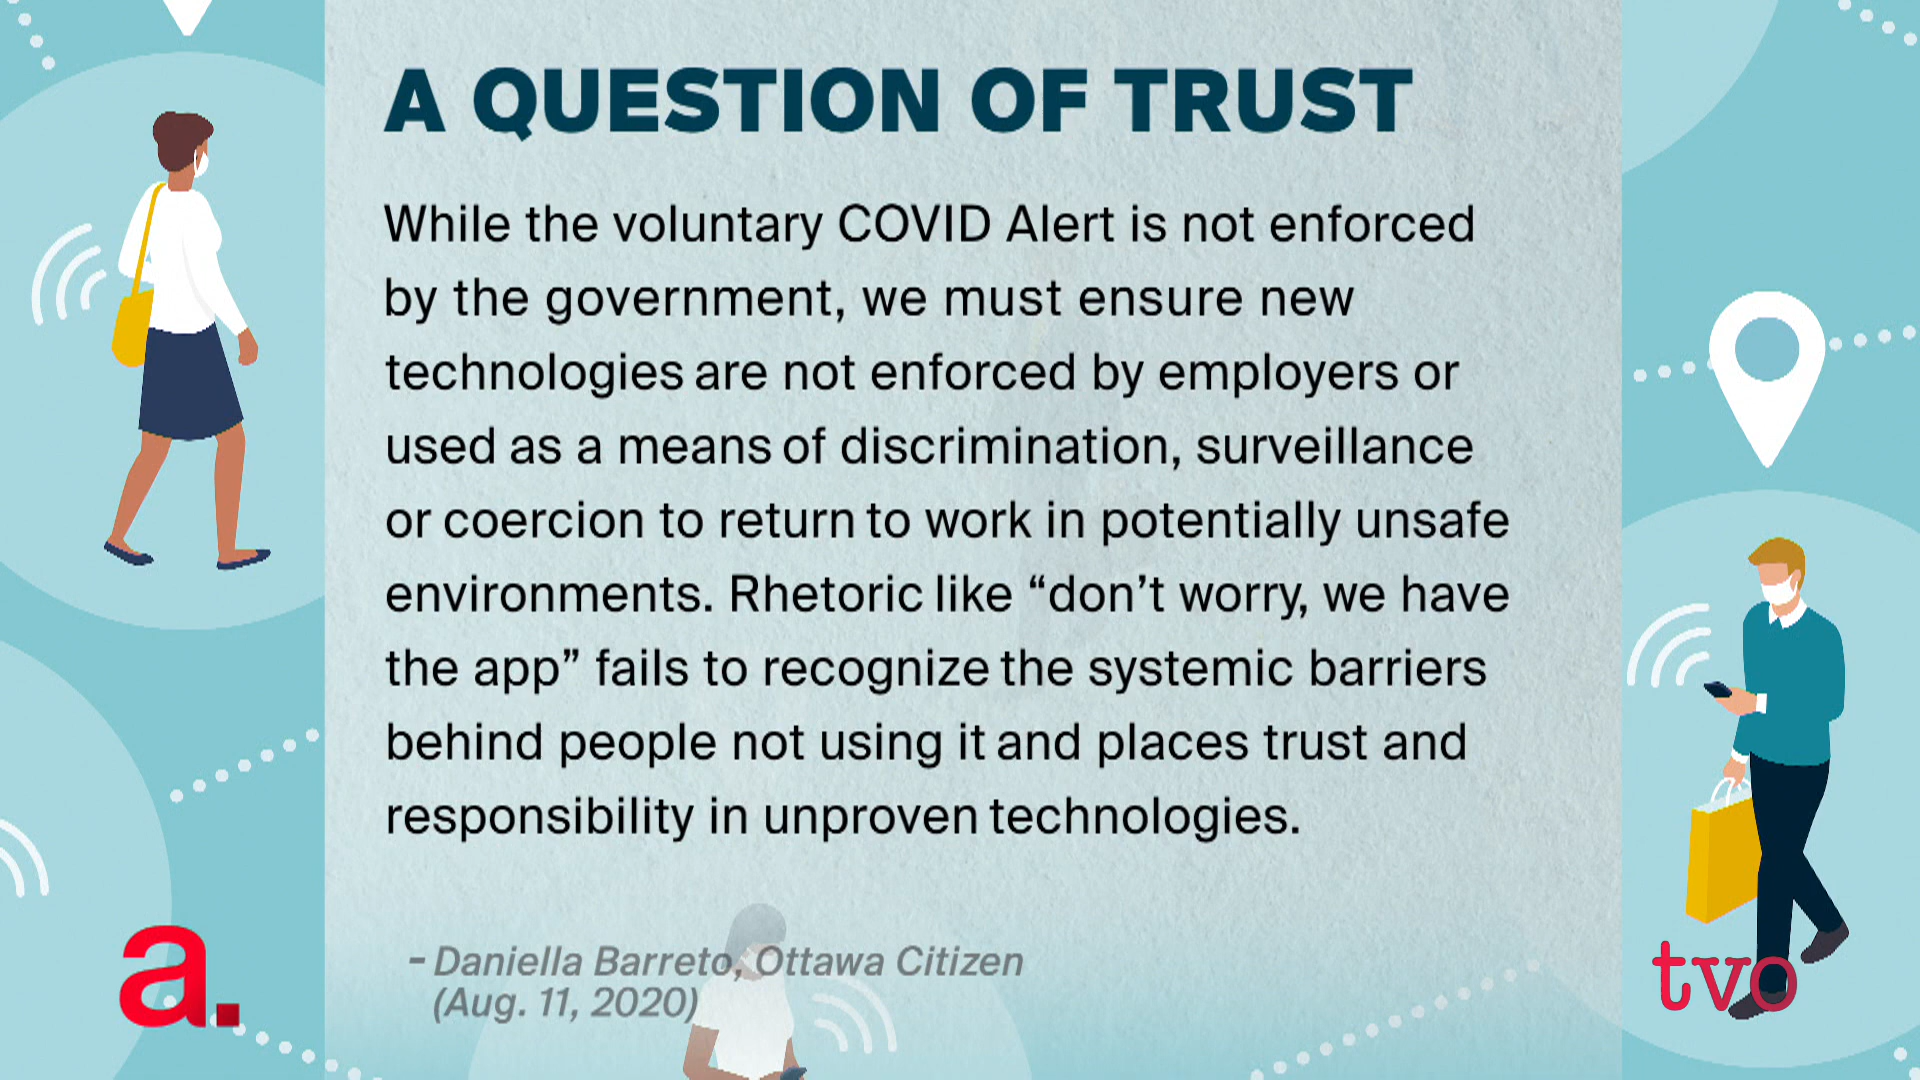 A QUESTION OF TRUST
While the voluntary COVID Alert is not enforced
by the government, we must ensure new
technologies are not enforced by employers or
used as a means of discrimination, surveillance
or coercion to return to work in potentially unsafe
environments. Rhetoric like “don’t worry, we have
the app” fails to recognize the systemic barriers
behind people not using it and places trust and
responsibility in unproven technologies.
- Daniella Barreto, Ottawa Citizen
(Aug. 11, 2020)
a.
tvo